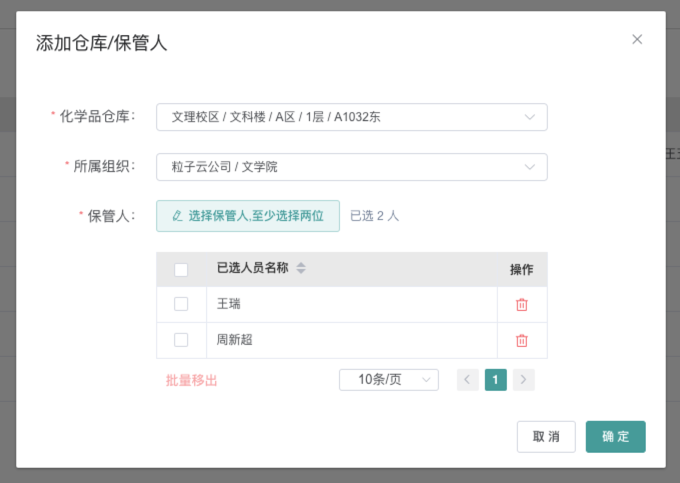 添加仓库/保管人
* 化学品仓库： 文理校区 / 文科楼 / A区 / 1层 / A1032东
* 所属组织： 粒子云公司 / 文学院
* 保管人： 选择保管人,至少选择两位 已选 2 人
已选人员名称 操作
王瑞
周新超
批量移出 10条/页 1
取 消 确 定